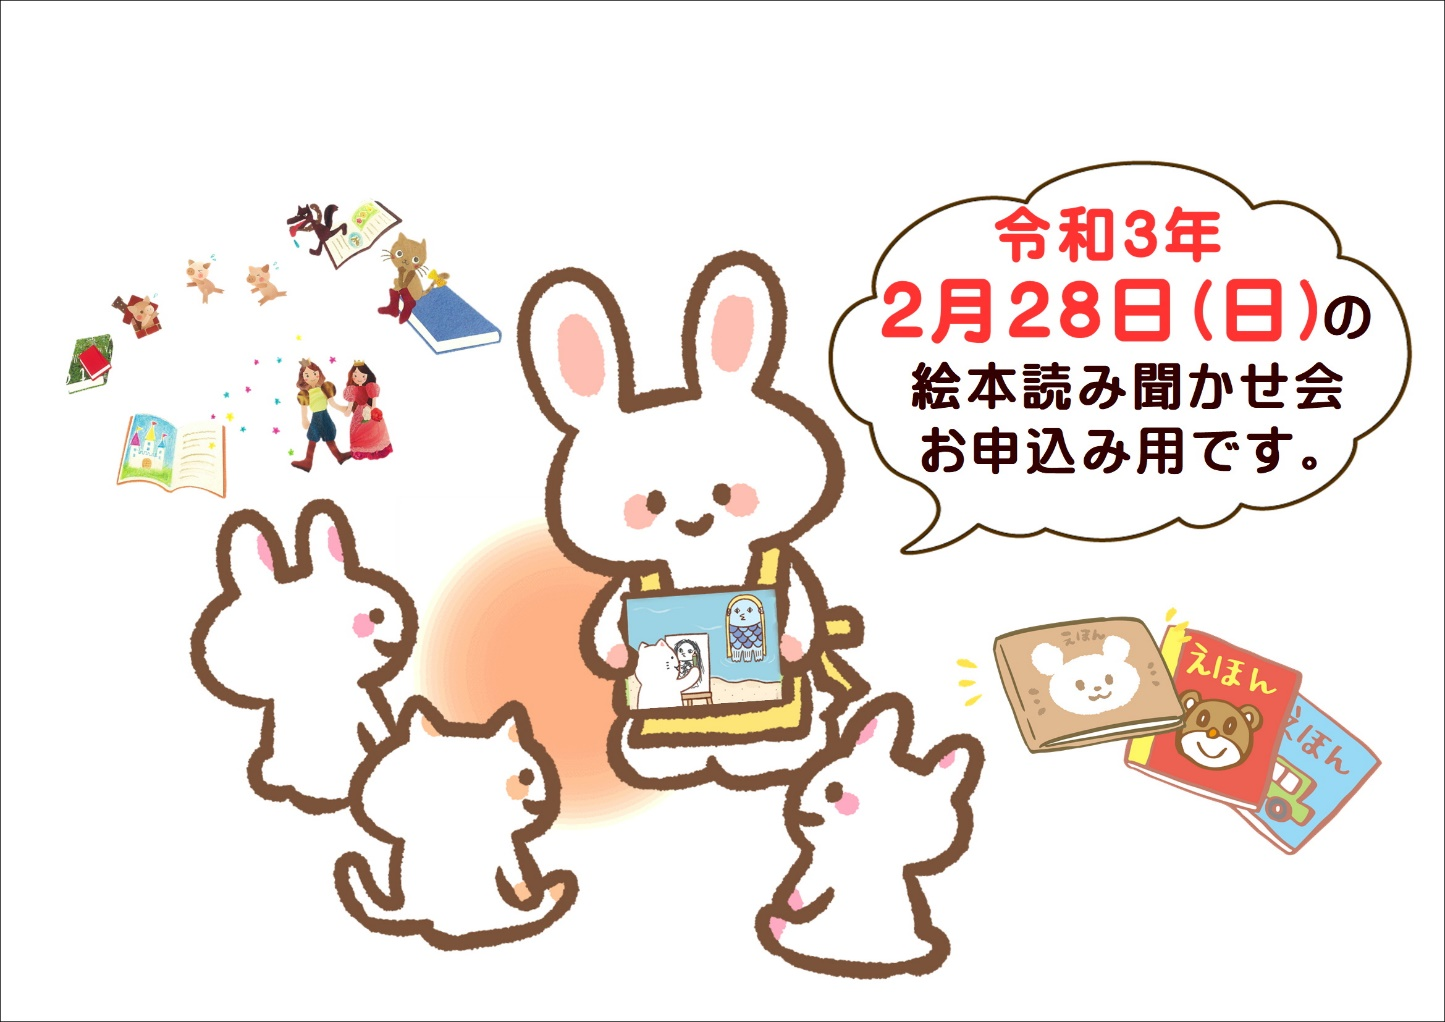 令和3年
2月28日(日)の
絵本読み聞かせ会
お申込み用です。
えほん
えほん
えほん